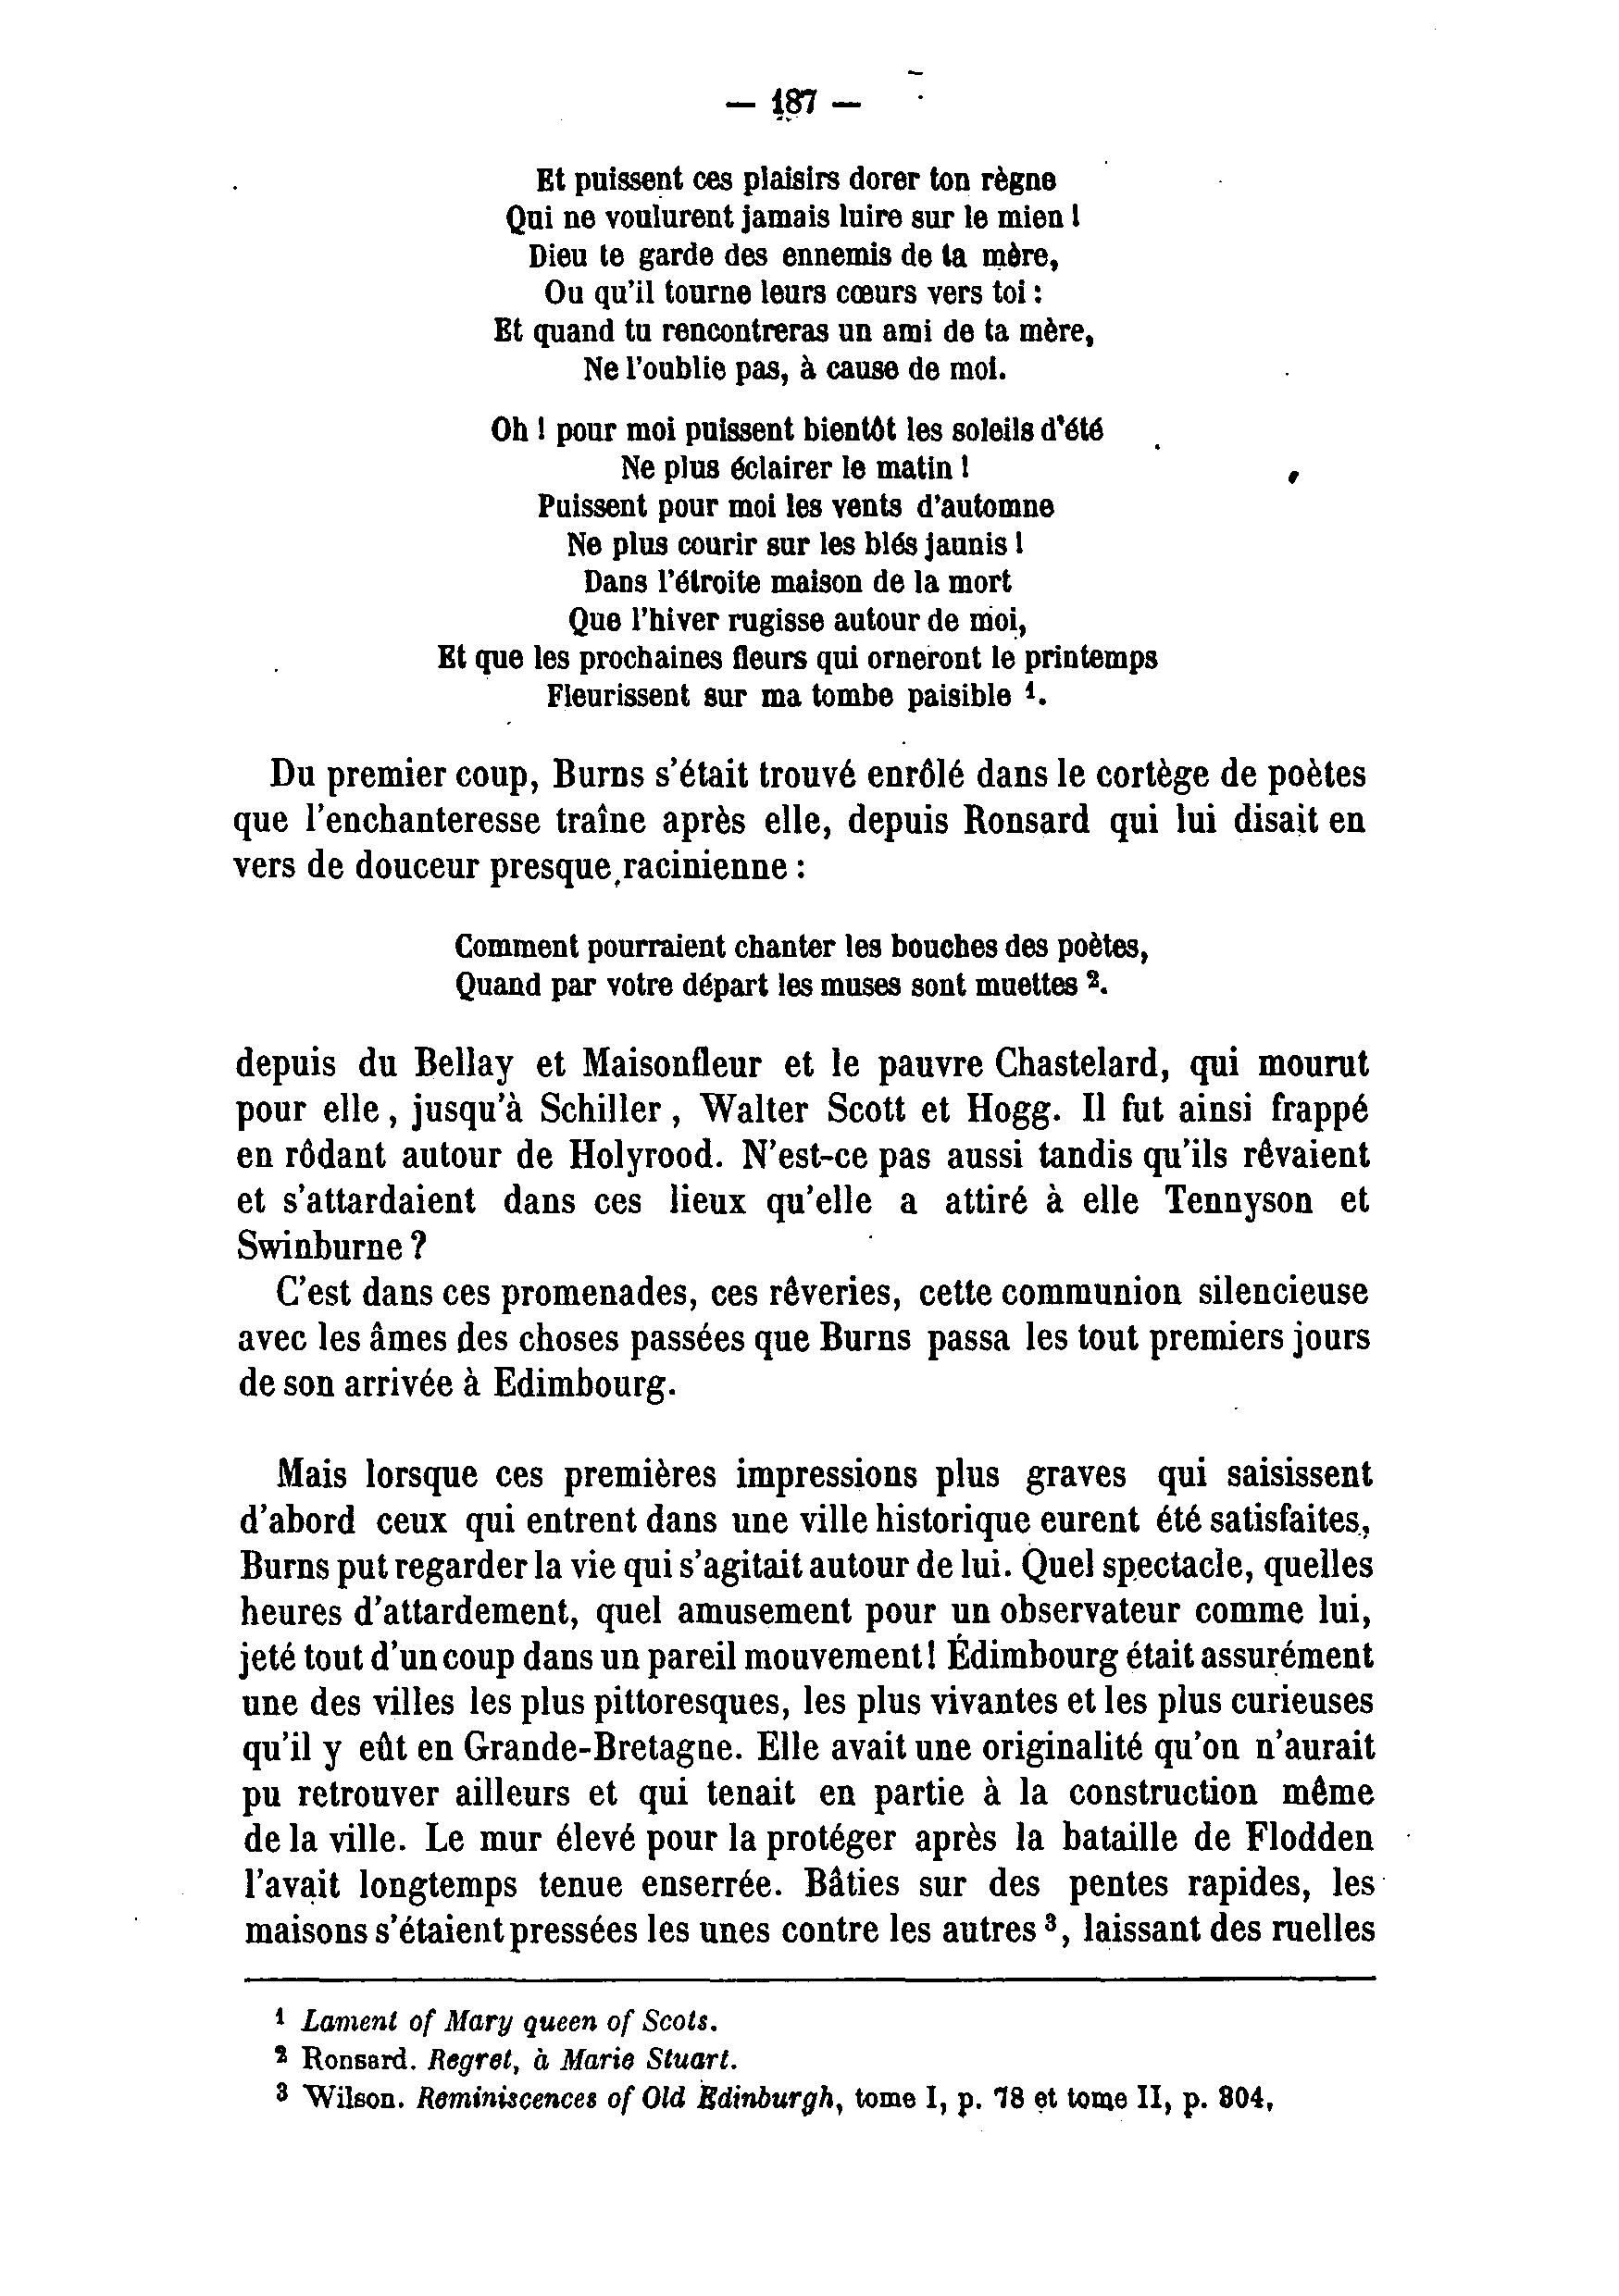 — 187 —
Et puissent ces plaisirs dorer ton règne
Qui ne voulurent jamais luire sur le mien !
Dieu te garde des ennemis de ta mère,
Ou qu'il tourne leurs cœurs vers toi :
Et quand tu rencontreras un ami de ta mère,
Ne l'oublie pas, à cause de moi.
Oh ! pour moi puissent bientôt les soleils d'été
Ne plus éclairer le matin !
Puissent pour moi les vents d'automne
Ne plus courir sur les blés jaunis !
Dans l'étroite maison de la mort
Que l'hiver rugisse autour de moi,
Et que les prochaines fleurs qui orneront le printemps
Fleurissent sur ma tombe paisible 1.
Du premier coup, Burns s'était trouvé enrôlé dans le cortège de poètes
que l'enchanteresse traîne après elle, depuis Ronsard qui lui disait en
vers de douceur presque racinienne :
Comment pourraient chanter les bouches des poètes,
Quand par votre départ les muses sont muettes 2.
depuis du Bellay et Maisonfleur et le pauvre Chastelard, qui mourut
pour elle, jusqu'à Schiller, Walter Scott et Hogg. Il fut ainsi frappé
en rôdant autour de Holyrood. N'est-ce pas aussi tandis qu'ils rêvaient
et s'attardaient dans ces lieux qu'elle a attiré à elle Tennyson et
Swinburne ?
C'est dans ces promenades, ces rêveries, cette communion silencieuse
avec les âmes des choses passées que Burns passa les tout premiers jours
de son arrivée à Edimbourg.
Mais lorsque ces premières impressions plus graves qui saisissent
d'abord ceux qui entrent dans une ville historique eurent été satisfaites,
Burns put regarder la vie qui s'agitait autour de lui. Quel spectacle, quelles
heures d'attardement, quel amusement pour un observateur comme lui,
jeté tout d'un coup dans un pareil mouvement ! Édimbourg était assurément
une des villes les plus pittoresques, les plus vivantes et les plus curieuses
qu'il y eût en Grande-Bretagne. Elle avait une originalité qu'on n'aurait
pu retrouver ailleurs et qui tenait en partie à la construction même
de la ville. Le mur élevé pour la protéger après la bataille de Flodden
l'avait longtemps tenue enserrée. Bâties sur des pentes rapides, les
maisons s'étaient pressées les unes contre les autres 3, laissant des ruelles
1 Lament of Mary queen of Scots.
2 Ronsard. Regret, à Marie Stuart.
3 Wilson. Reminiscences of Old Edinburgh, tome I, p. 78 et tome II, p. 304,